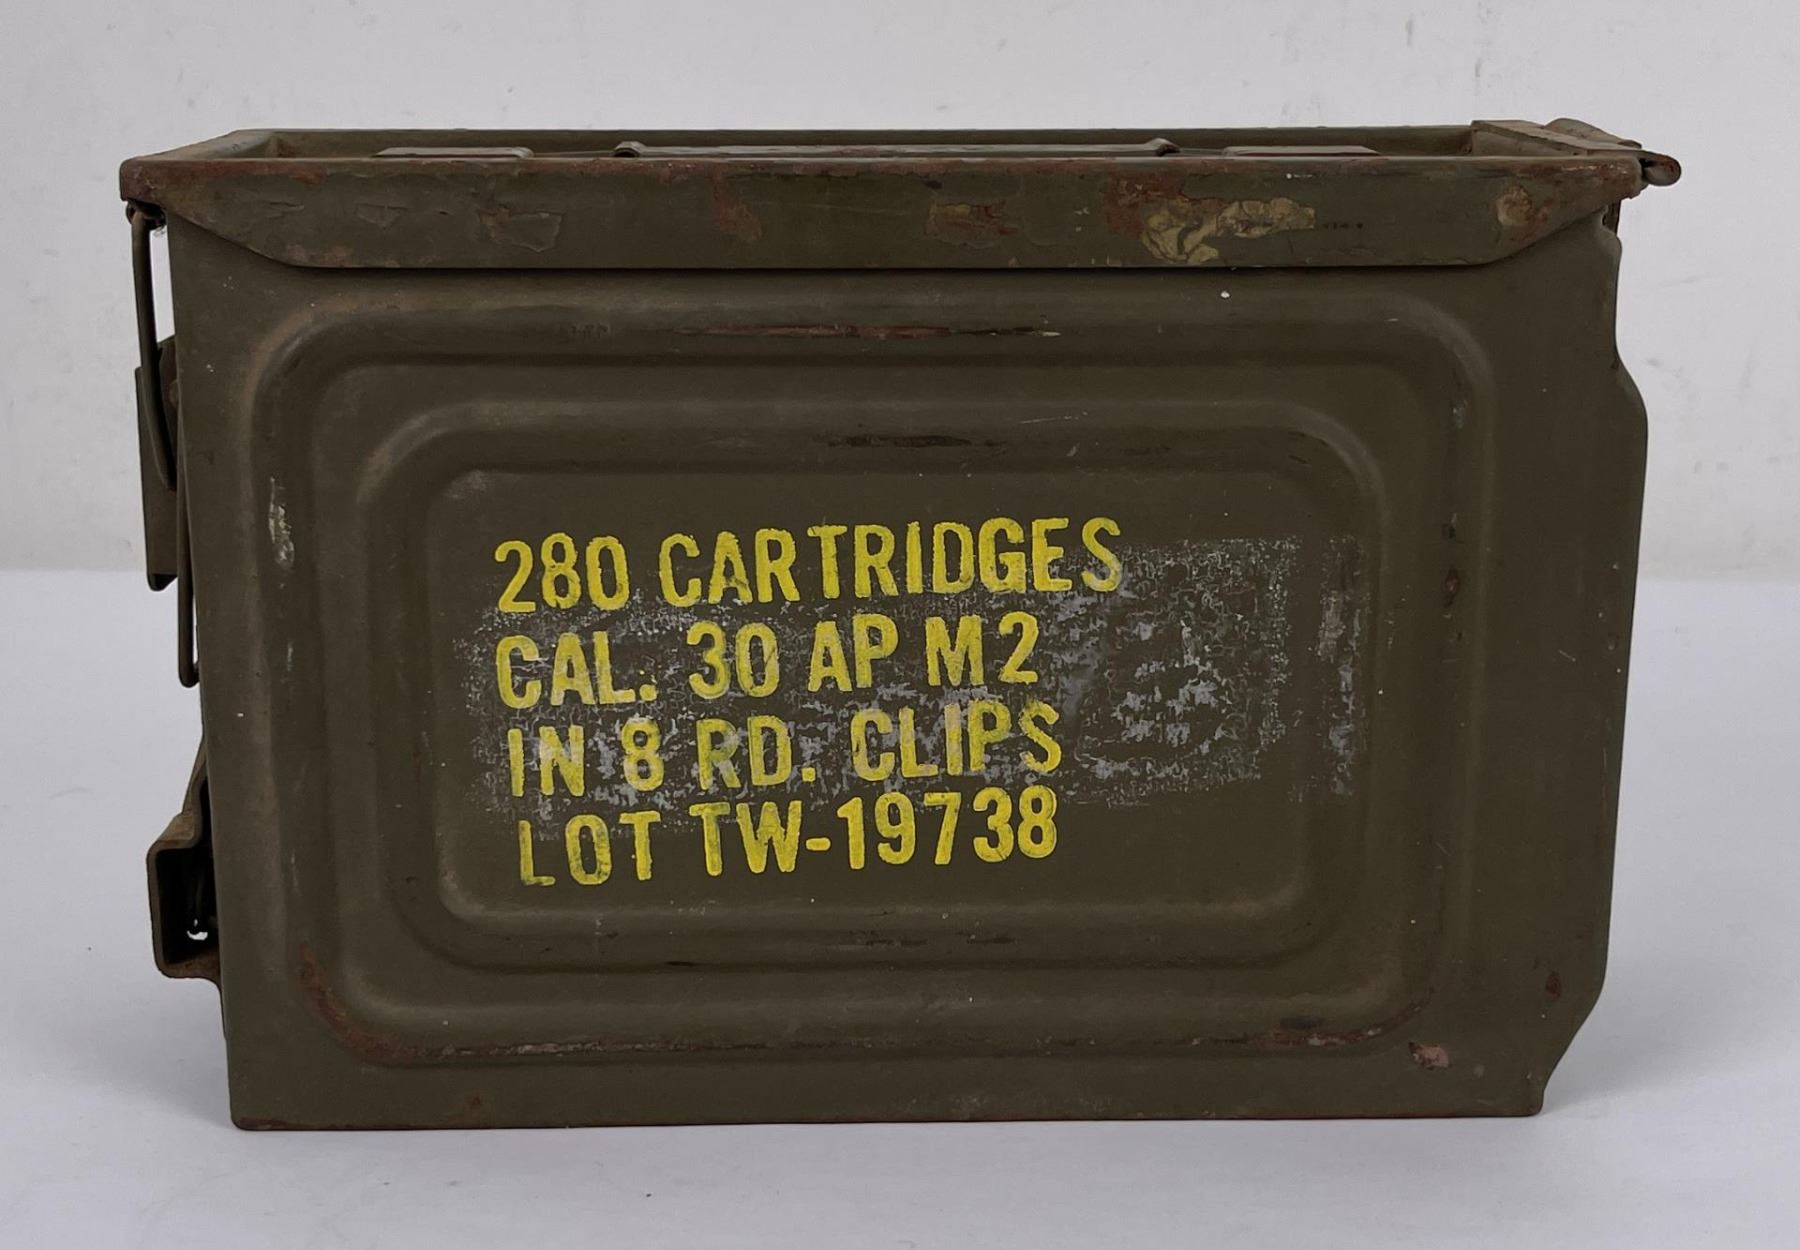 280 CARTRIDGES
CAL. 30 AP M2
IN 8 RD. CLIPS
LOT TW-19738